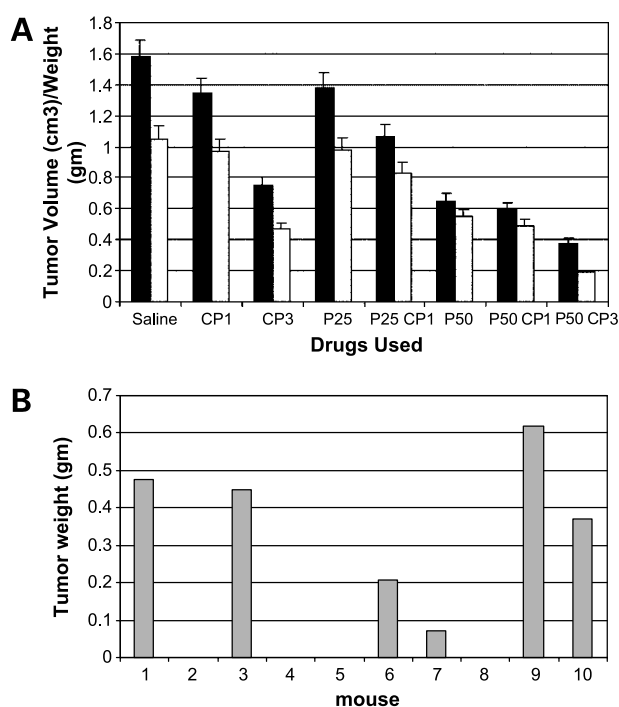 A
Tumor Volume (cm3)/Weight
(gm)
1.8
1.6
1.4
1.2
1
0.8
0.6
0.4
0.2
0
Saline CP1 CP3 P25 P25 CP1 P50 P50 CP1 P50 CP3
Drugs Used
B
Tumor weight (gm)
0.7
0.6
0.5
0.4
0.3
0.2
0.1
0
1 2 3 4 5 6 7 8 9 10
mouse